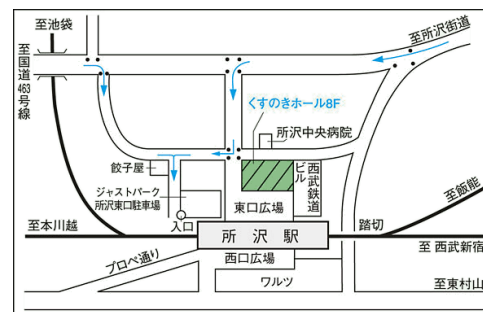 至池袋
至所沢街道
至国道463号線
くすのきホール8F
所沢中央病院
餃子屋
西武鉄道ビル
ジャストパーク
所沢東口駐車場
東口広場
入口
至飯能
至本川越
所沢駅
踏切
至 西武新宿
プロペ通り
西口広場
ワルツ
至東村山